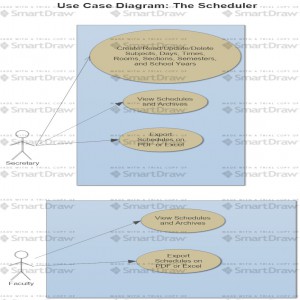 Use Case Diagram: The Scheduler
Create/Read/Update/Delete
Subjects, Days, Times,
Rooms, Sections, Semesters,
and School Years
View Schedules
and Archives
Export
Schedules on
PDF or Excel
Secretary
View Schedules
and Archives
Export
Schedules on
PDF or Excel
Faculty
SmartDraw